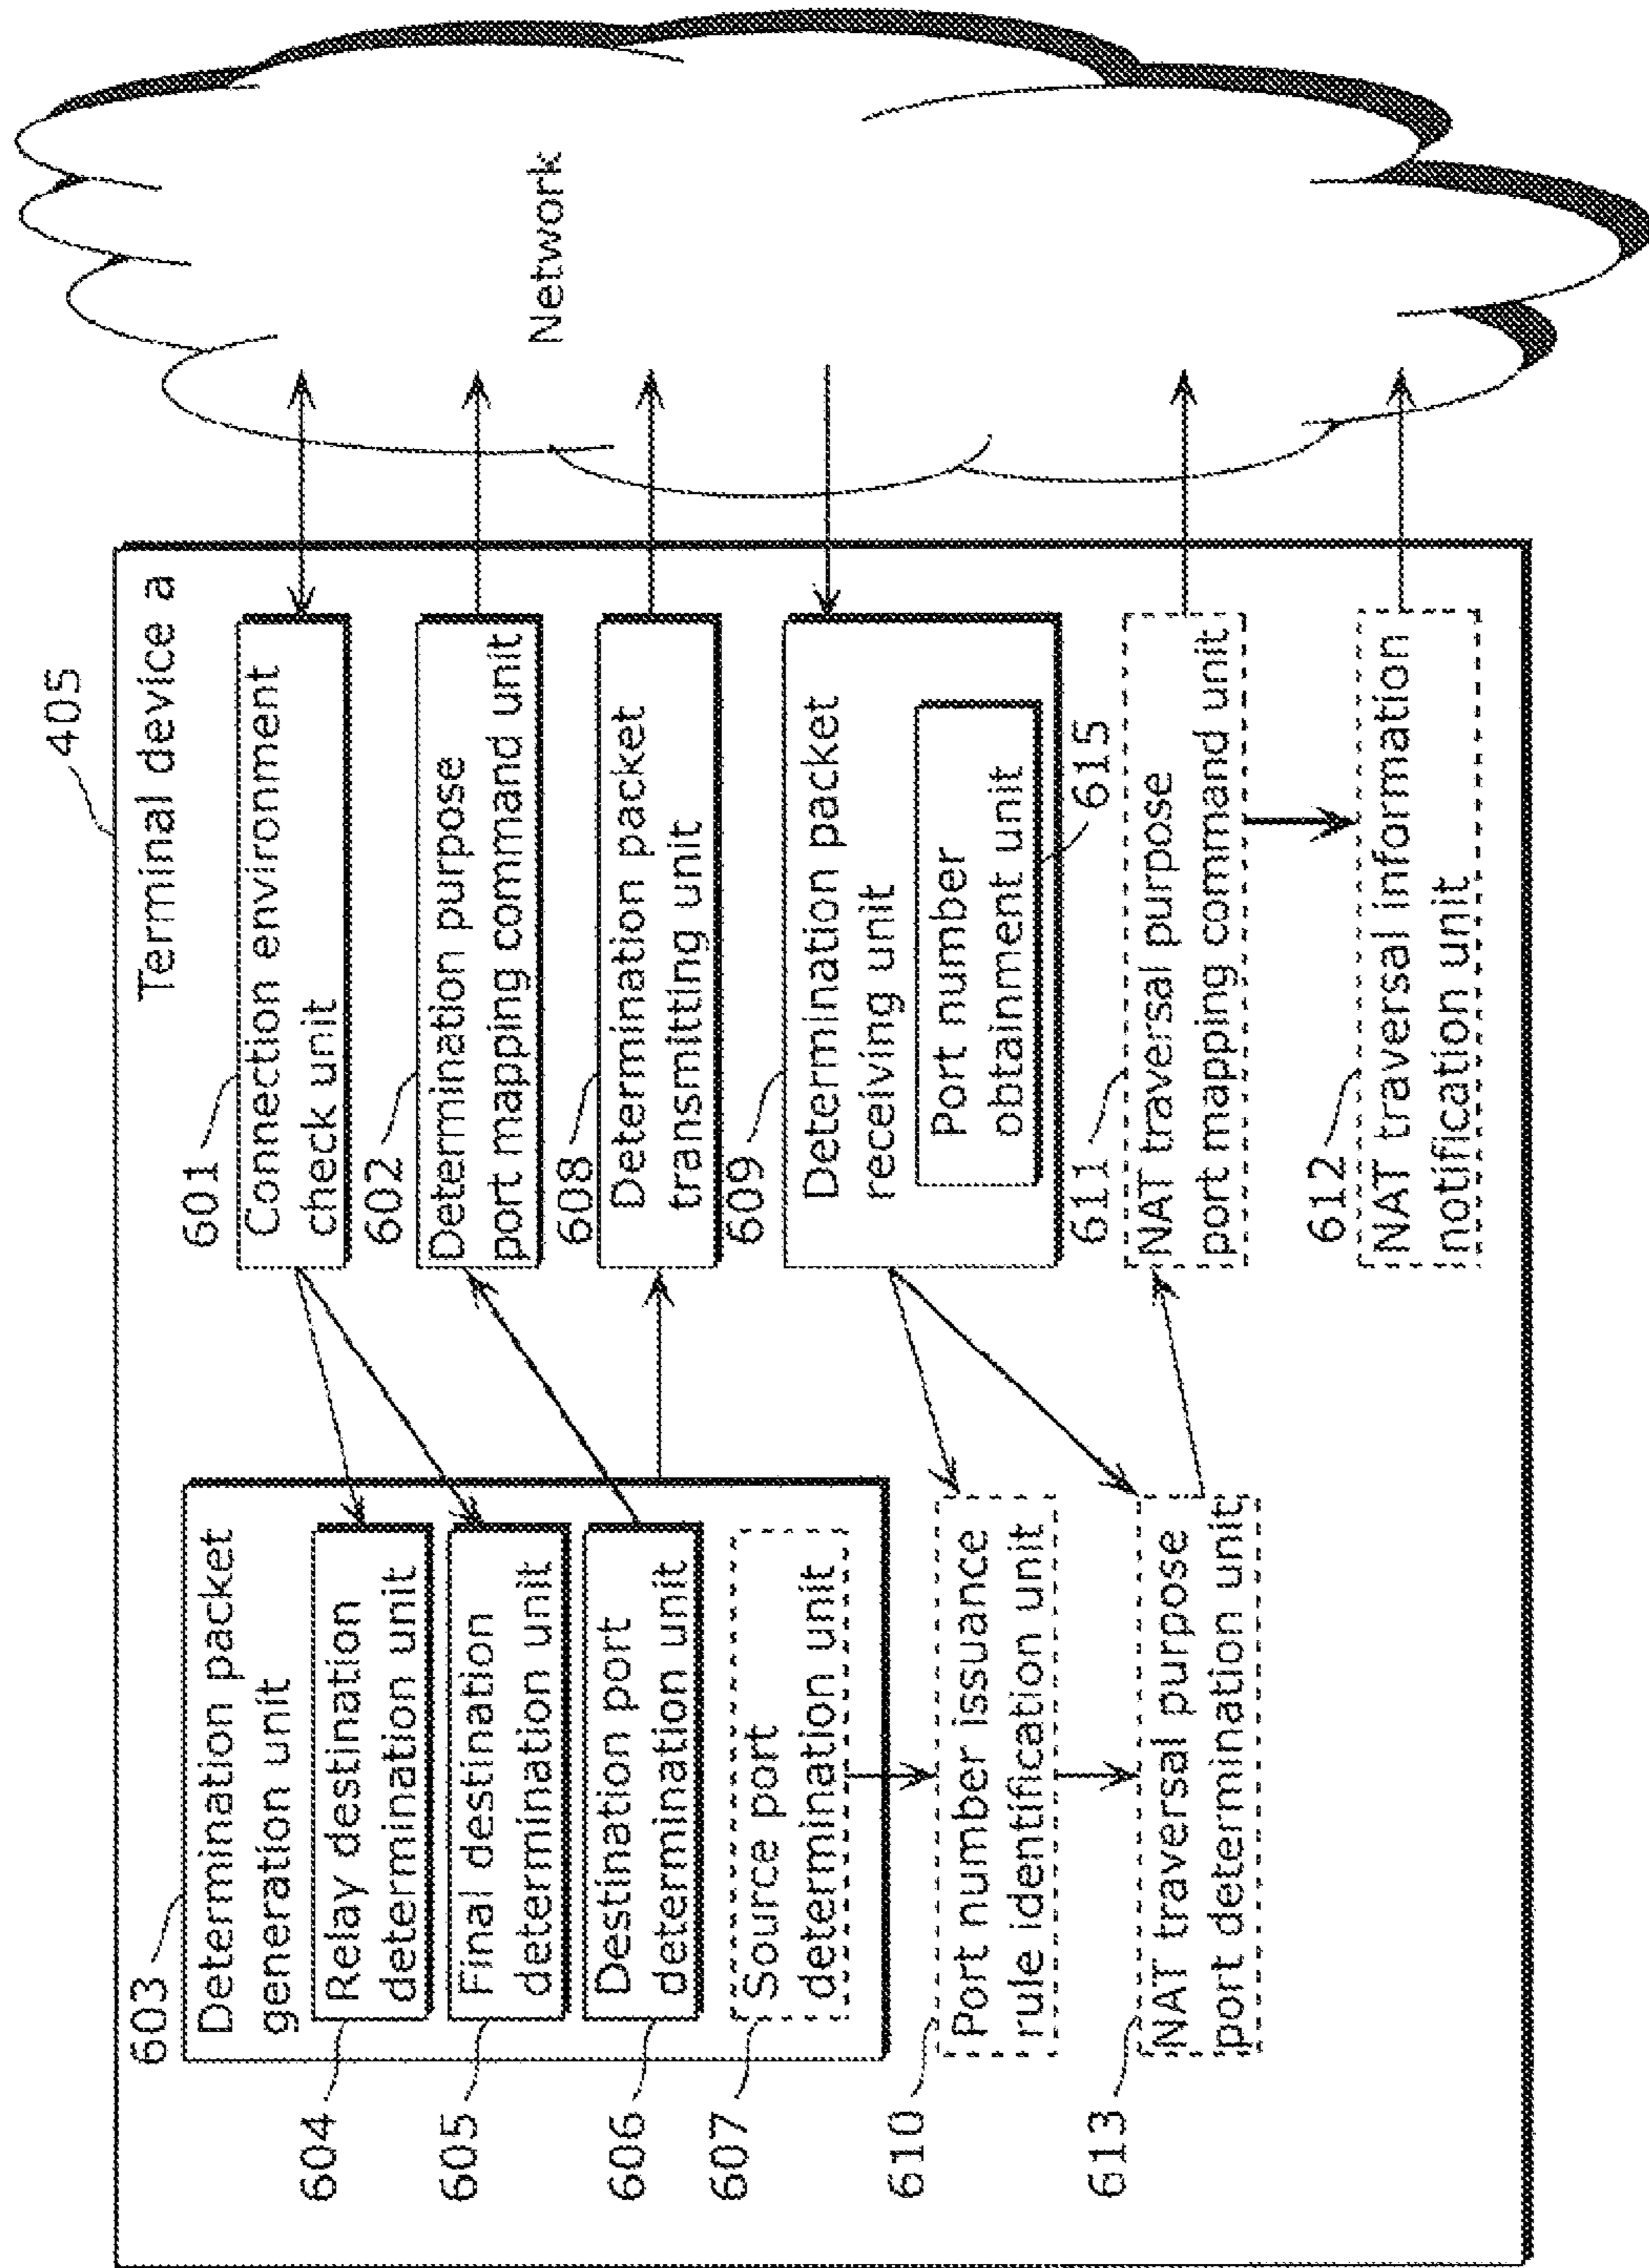 405
Terminal device a
603
Determination packet
generation unit
604
Relay destination
determination unit
605
Final destination
determination unit
606
Destination port
determination unit
607
Source port
determination unit
610
Port number issuance
rule identification unit
613
NAT traversal purpose
port determination unit
601
Connection environment
check unit
602
Determination purpose
port mapping command unit
608
Determination packet
transmitting unit
609
Determination packet
receiving unit
Port number
obtainment unit
615
611
NAT traversal purpose
port mapping command unit
612
NAT traversal information
notification unit
Network